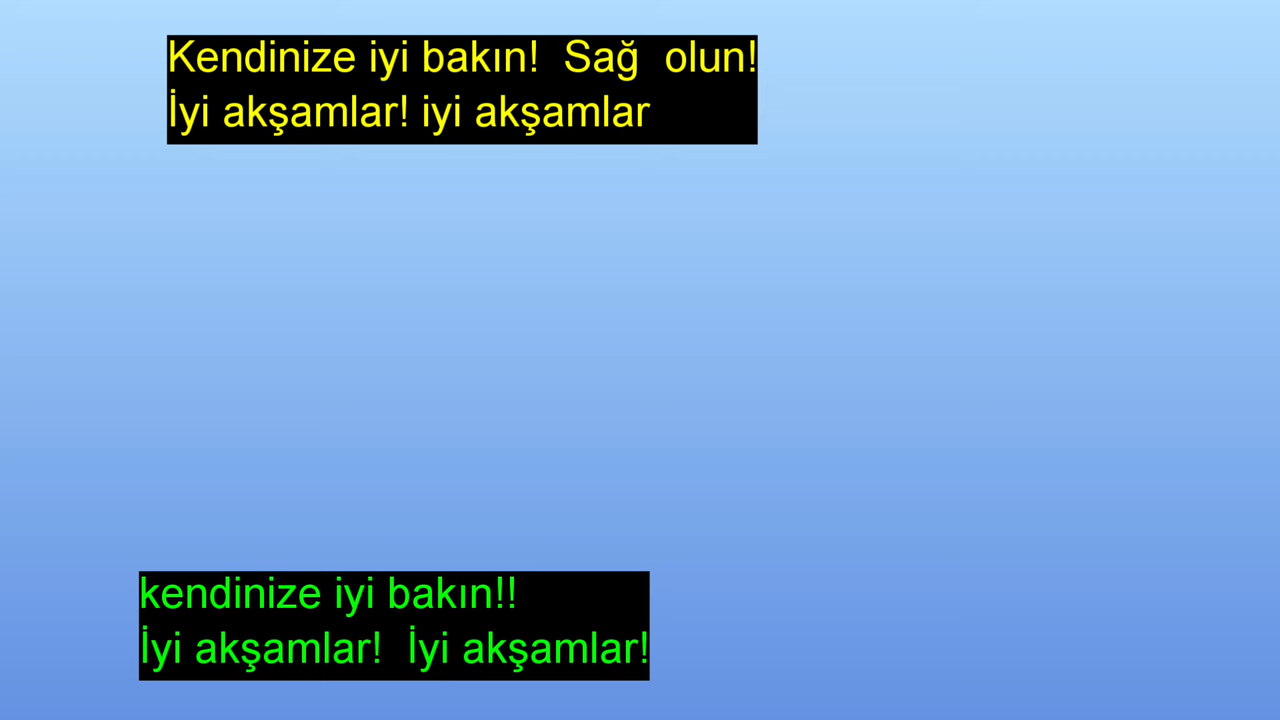 Kendinize iyi bakın!  Sağ  olun!
İyi akşamlar! iyi akşamlar
kendinize iyi bakın!!
İyi akşamlar!  İyi akşamlar!